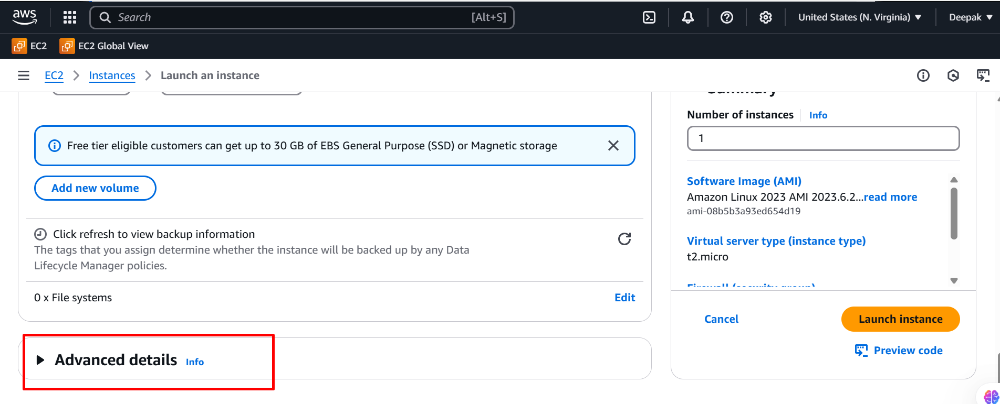 aws
Search [Alt+S]
United States (N. Virginia)
Deepak
EC2
EC2 Global View
EC2
Instances
Launch an instance
Free tier eligible customers can get up to 30 GB of EBS General Purpose (SSD) or Magnetic storage
Add new volume
Click refresh to view backup information
The tags that you assign determine whether the instance will be backed up by any Data
Lifecycle Manager policies.
0 x File systems
Edit
Advanced details Info
Summary
Number of instances
Info
1
Software Image (AMI)
Amazon Linux 2023 AMI 2023.6.2...read more
ami-08b5b3a93ed654d19
Virtual server type (instance type)
t2.micro
Firewall (security group)
Cancel
Launch instance
Preview code